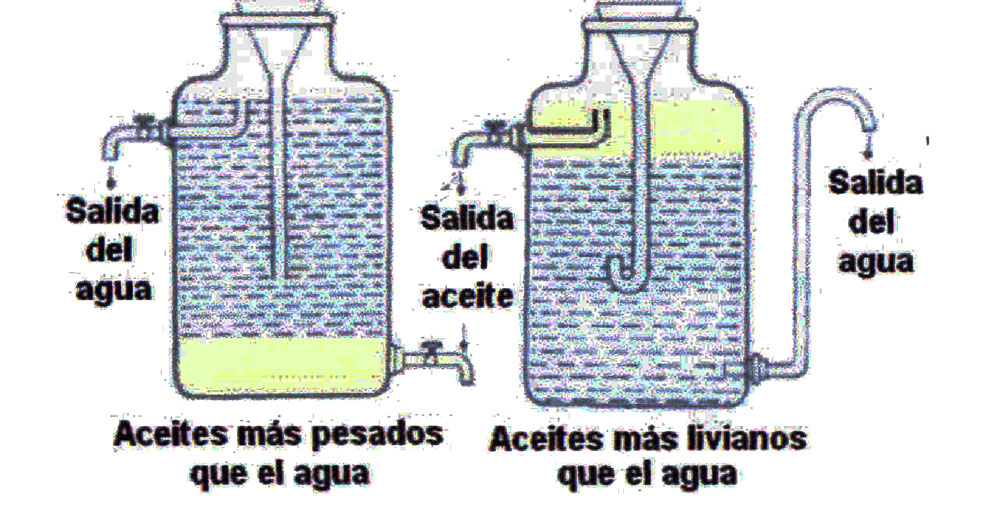 Salida
del
agua
Salida
del
aceite
Salida
del
agua
Aceites más pesados
que el agua
Aceites más livianos
que el agua